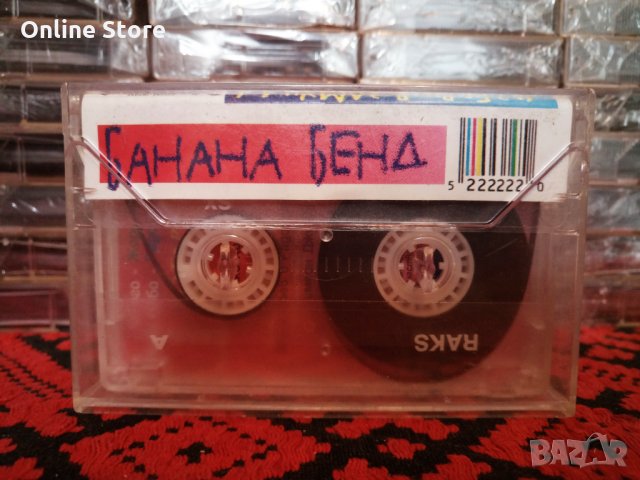 Online Store
БАНАНА БЕНД
5 222222 0
A
RAKS
BAZAR